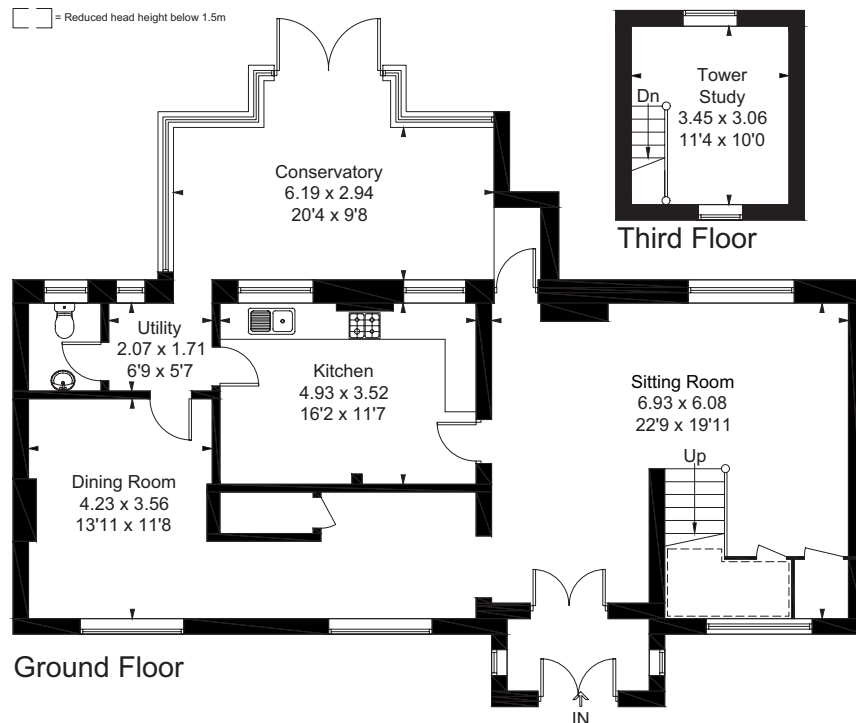 = Reduced head height below 1.5m
Tower
Study
3.45 x 3.06
11'4 x 10'0
Dn
Third Floor
Conservatory
6.19 x 2.94
20'4 x 9'8
Utility
2.07 x 1.71
6'9 x 5'7
Kitchen
4.93 x 3.52
16'2 x 11'7
Sitting Room
6.93 x 6.08
22'9 x 19'11
Up
Dining Room
4.23 x 3.56
13'11 x 11'8
Ground Floor
IN